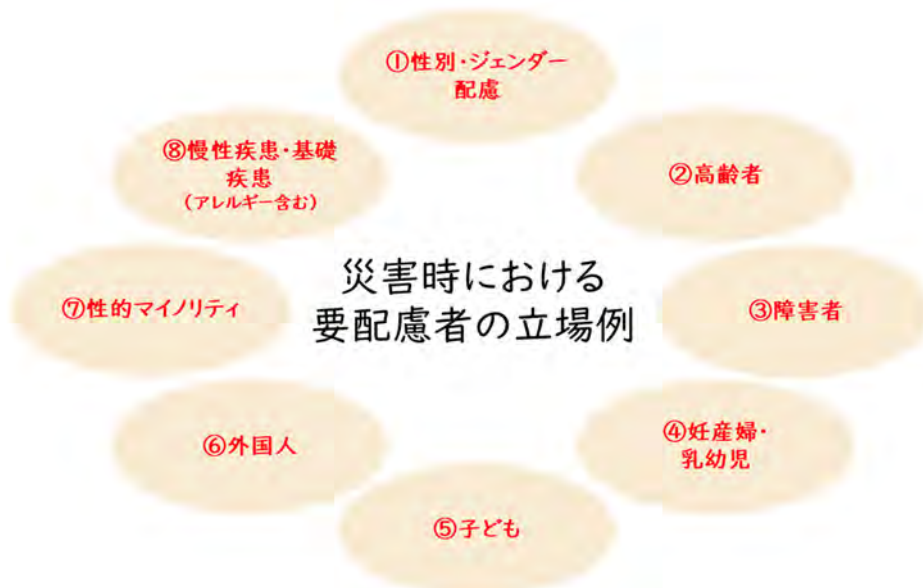 災害時における
要配慮者の立場例
①性別・ジェンダー
配慮
②高齢者
③障害者
④妊産婦・
乳幼児
⑤子ども
⑥外国人
⑦性的マイノリティ
⑧慢性疾患・基礎
疾患
(アレルギー含む)